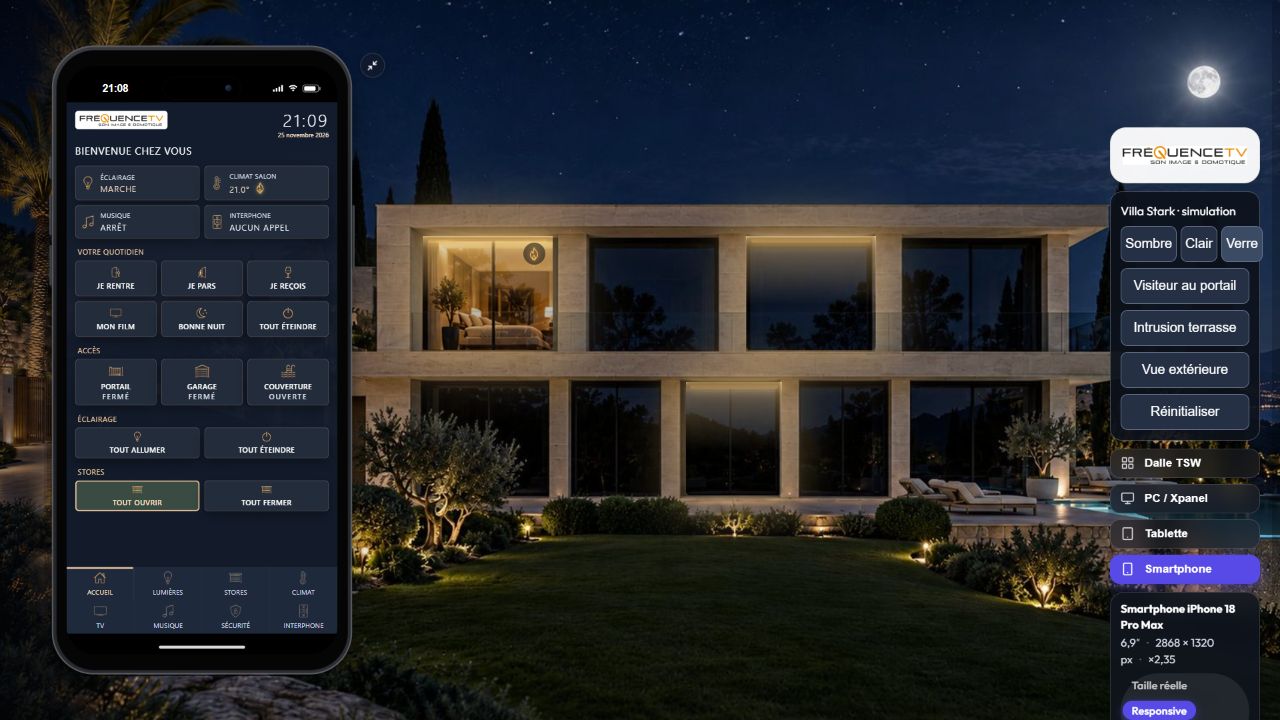 21:08
FRÉQUENCETV
SON IMAGE & DOMOTIQUE
21:09
25 novembre 2026
BIENVENUE CHEZ VOUS
ÉCLAIRAGE
MARCHE
CLIMAT SALON
21.0°
MUSIQUE
ARRÊT
INTERPHONE
AUCUN APPEL
VOTRE QUOTIDIEN
JE RENTRE
JE PARS
JE REÇOIS
MON FILM
BONNE NUIT
TOUT ÉTEINDRE
ACCÈS
PORTAIL
FERMÉ
GARAGE
FERMÉ
COUVERTURE
OUVERTE
ÉCLAIRAGE
TOUT ALLUMER
TOUT ÉTEINDRE
STORES
TOUT OUVRIR
TOUT FERMER
ACCUEIL
LUMIÈRES
STORES
CLIMAT
TV
MUSIQUE
SÉCURITÉ
INTERPHONE
FRÉQUENCETV
SON IMAGE & DOMOTIQUE
Villa Stark · simulation
Sombre
Clair
Verre
Visiteur au portail
Intrusion terrasse
Vue extérieure
Réinitialiser
Dalle TSW
PC / Xpanel
Tablette
Smartphone
Smartphone iPhone 18
Pro Max
6,9" · 2868 × 1320
px · ×2,35
Taille réelle
Responsive